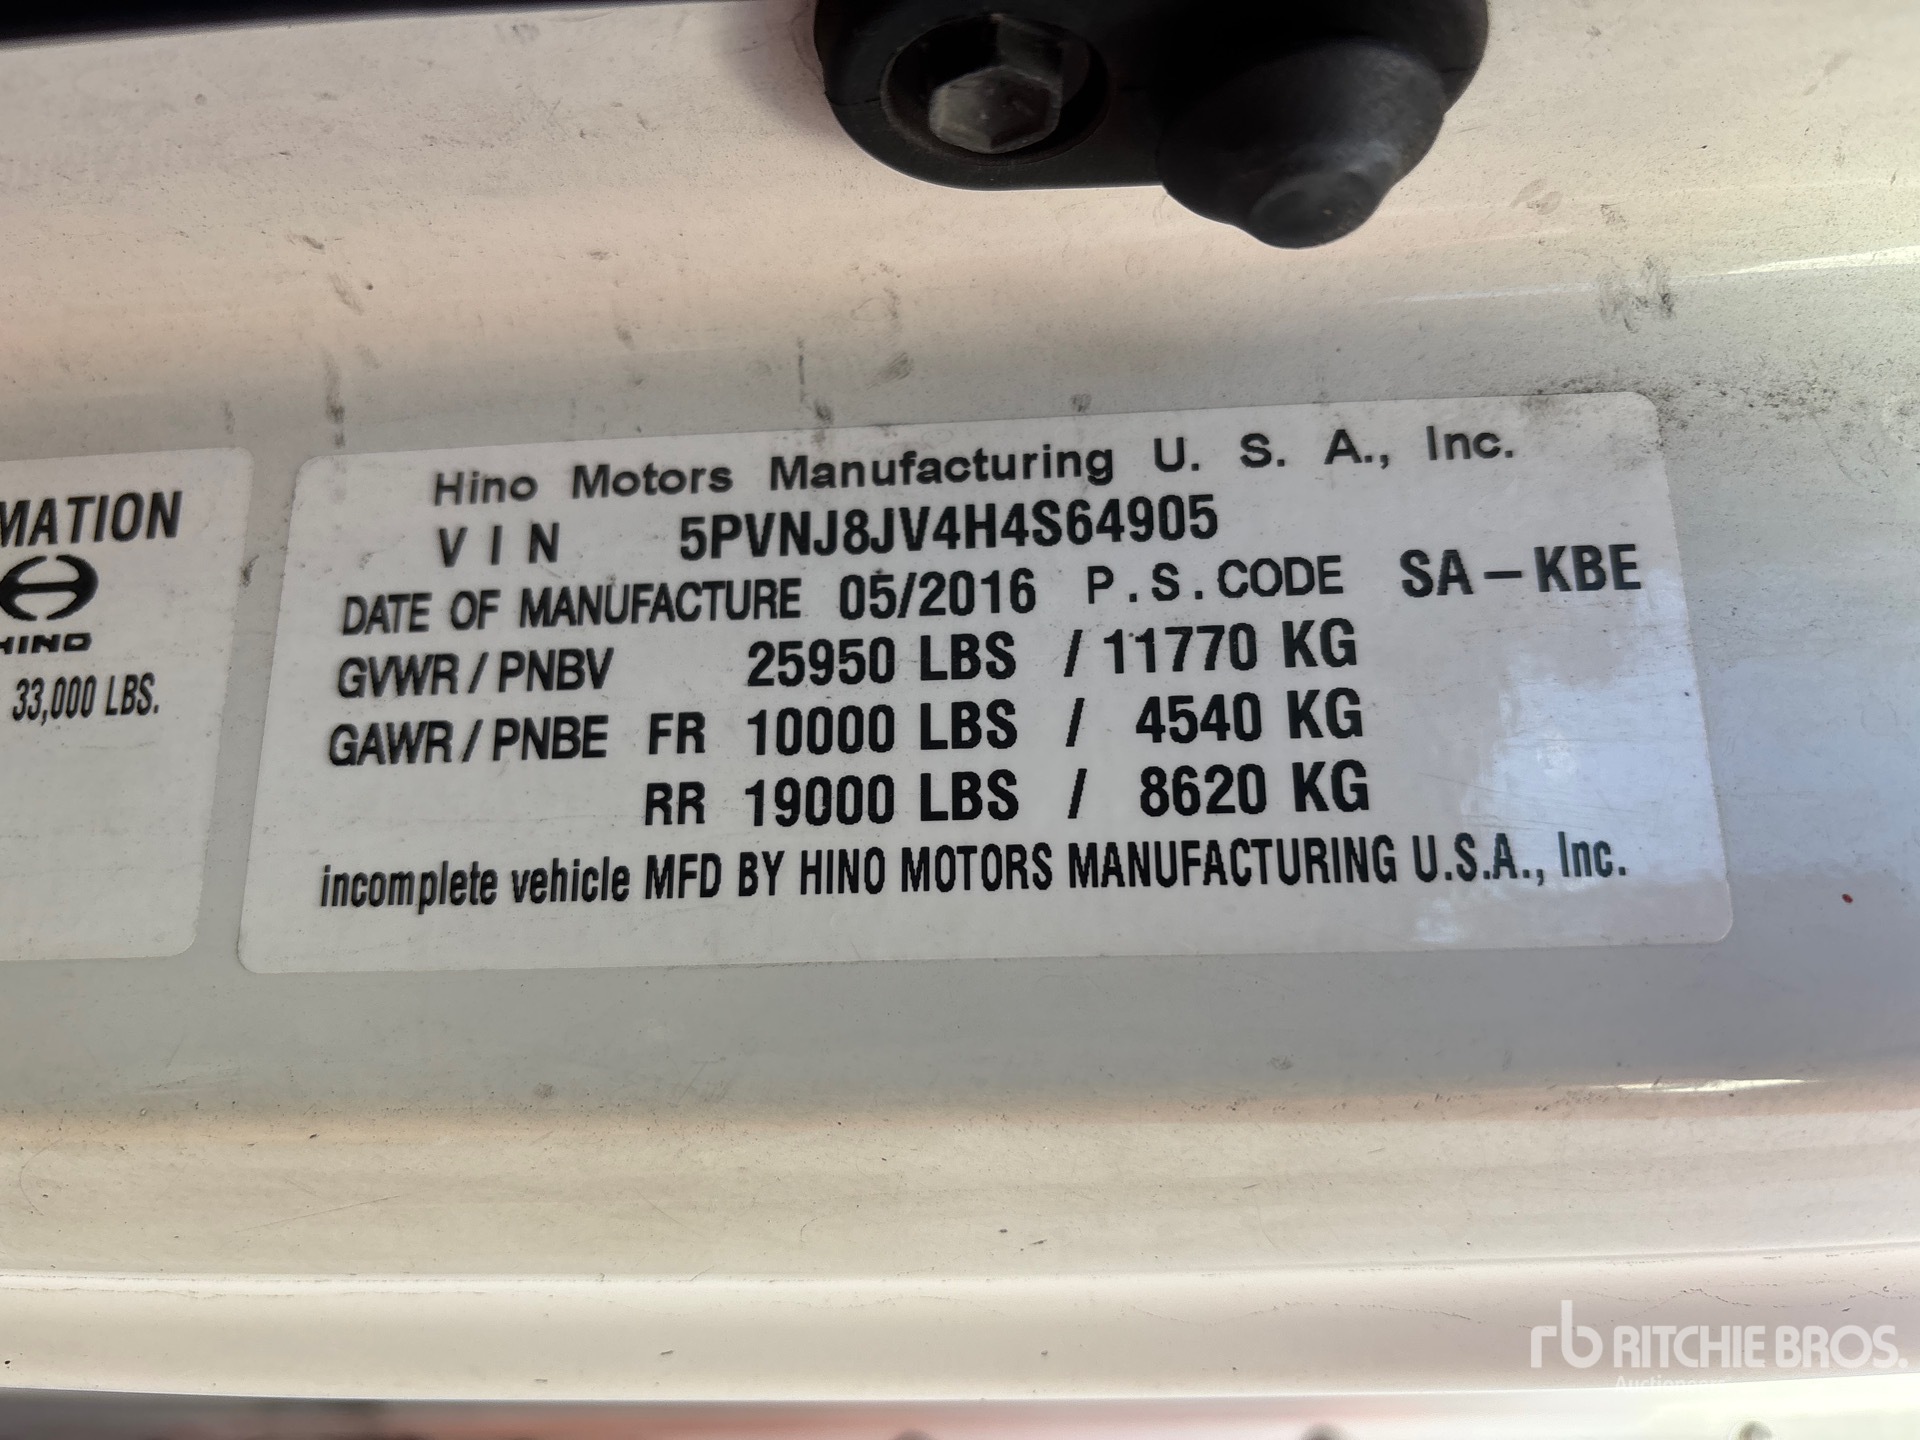 MATION
HINO
33,000 LBS.
Hino Motors Manufacturing U. S. A., Inc.
V I N 5PVNJ8JV4H4S64905
DATE OF MANUFACTURE 05/2016 P.S.CODE SA-KBE
GVWR/PNBV 25950 LBS / 11770 KG
GAWR/PNBE FR 10000 LBS / 4540 KG
RR 19000 LBS / 8620 KG
incomplete vehicle MFD BY HINO MOTORS MANUFACTURING U.S.A., Inc.
rb RITCHIE BROS.
Auctioneers